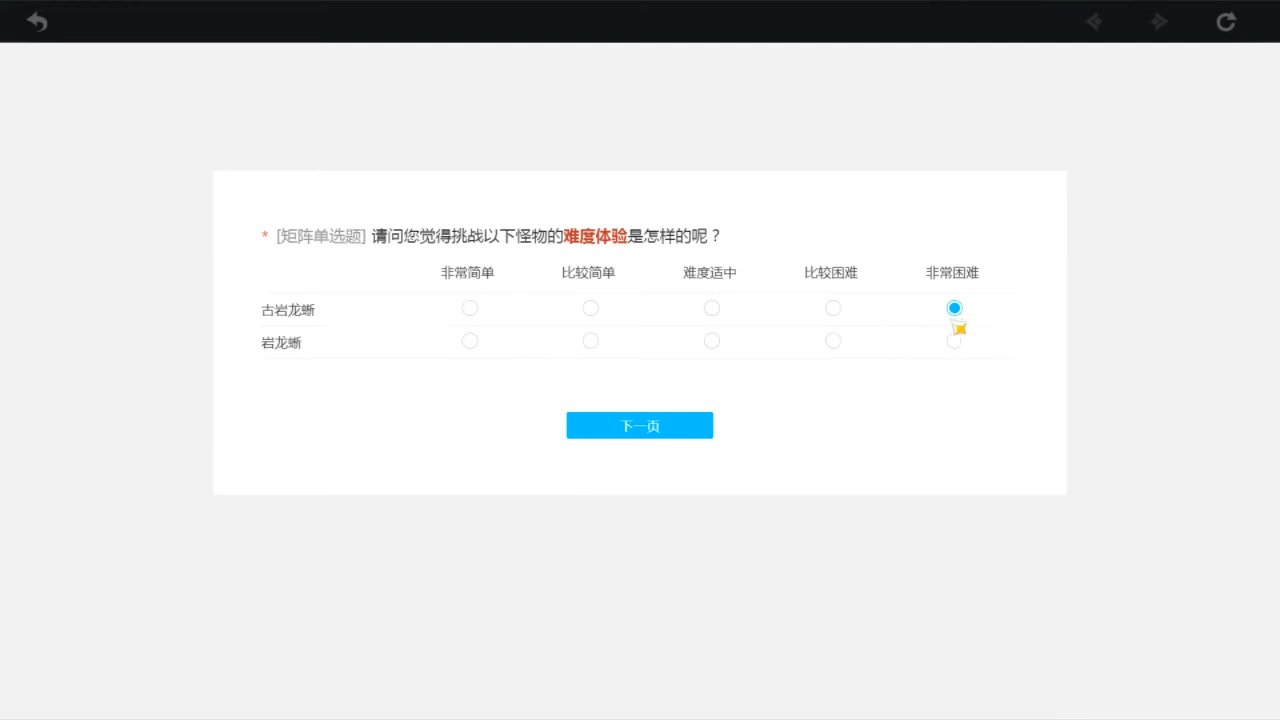 * [矩阵单选题] 请问您觉得挑战以下怪物的难度体验是怎样的呢？
非常简单 比较简单 难度适中 比较困难 非常困难
古岩龙蜥
岩龙蜥
下一页